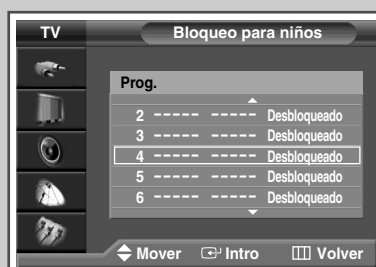 TV Bloqueo para niños
Prog.
2 ----- ----- Desbloqueado
3 ----- ----- Desbloqueado
4 ----- ----- Desbloqueado
5 ----- ----- Desbloqueado
6 ----- ----- Desbloqueado
Mover Intro Volver